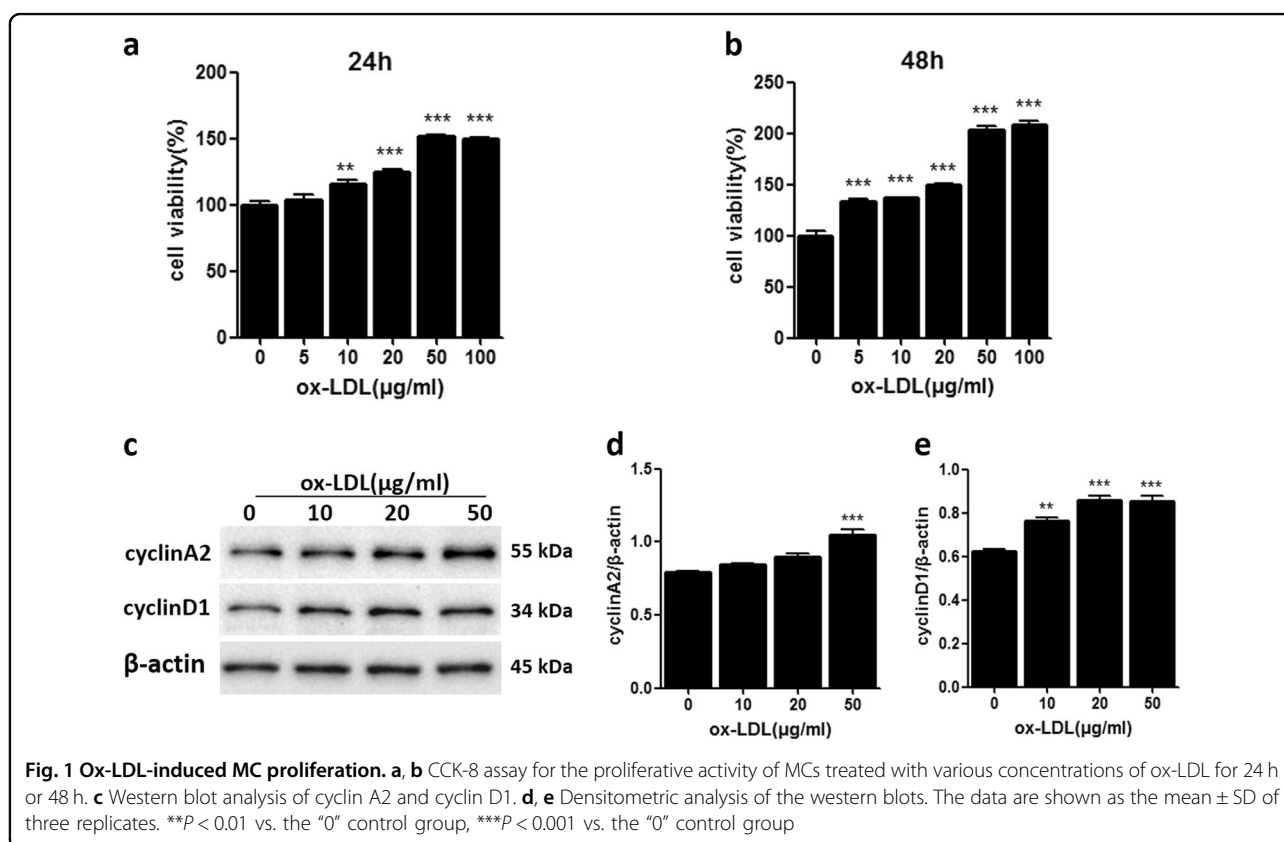 a
24h
cell viability(%)
200
150
100
50
0
** *** *** ***
0 5 10 20 50 100
ox-LDL(µg/ml)
b
48h
cell viability(%)
250
200
150
100
50
0
*** *** *** *** ***
0 5 10 20 50 100
ox-LDL(µg/ml)
c
ox-LDL(µg/ml)
0 10 20 50
cyclinA2 55 kDa
cyclinD1 34 kDa
β-actin 45 kDa
d
cyclinA2/β-actin
1.5
1.0
0.5
0.0
***
0 10 20 50
ox-LDL(µg/ml)
e
cyclinD1/β-actin
1.0
0.8
0.6
0.4
0.2
0.0
** *** ***
0 10 20 50
ox-LDL(µg/ml)
Fig. 1 Ox-LDL-induced MC proliferation. a, b CCK-8 assay for the proliferative activity of MCs treated with various concentrations of ox-LDL for 24 h
or 48 h. c Western blot analysis of cyclin A2 and cyclin D1. d, e Densitometric analysis of the western blots. The data are shown as the mean ± SD of
three replicates. **P < 0.01 vs. the “0” control group, ***P < 0.001 vs. the “0” control group